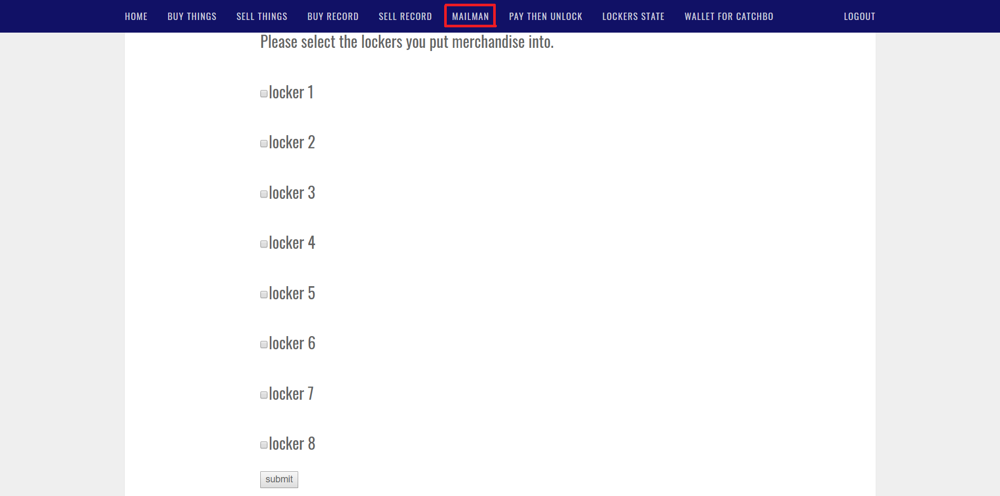 HOME BUY THINGS SELL THINGS BUY RECORD SELL RECORD MAILMAN PAY THEN UNLOCK LOCKERS STATE WALLET FOR CATCHBO LOGOUT
Please select the lockers you put merchandise into.
locker 1
locker 2
locker 3
locker 4
locker 5
locker 6
locker 7
locker 8
submit